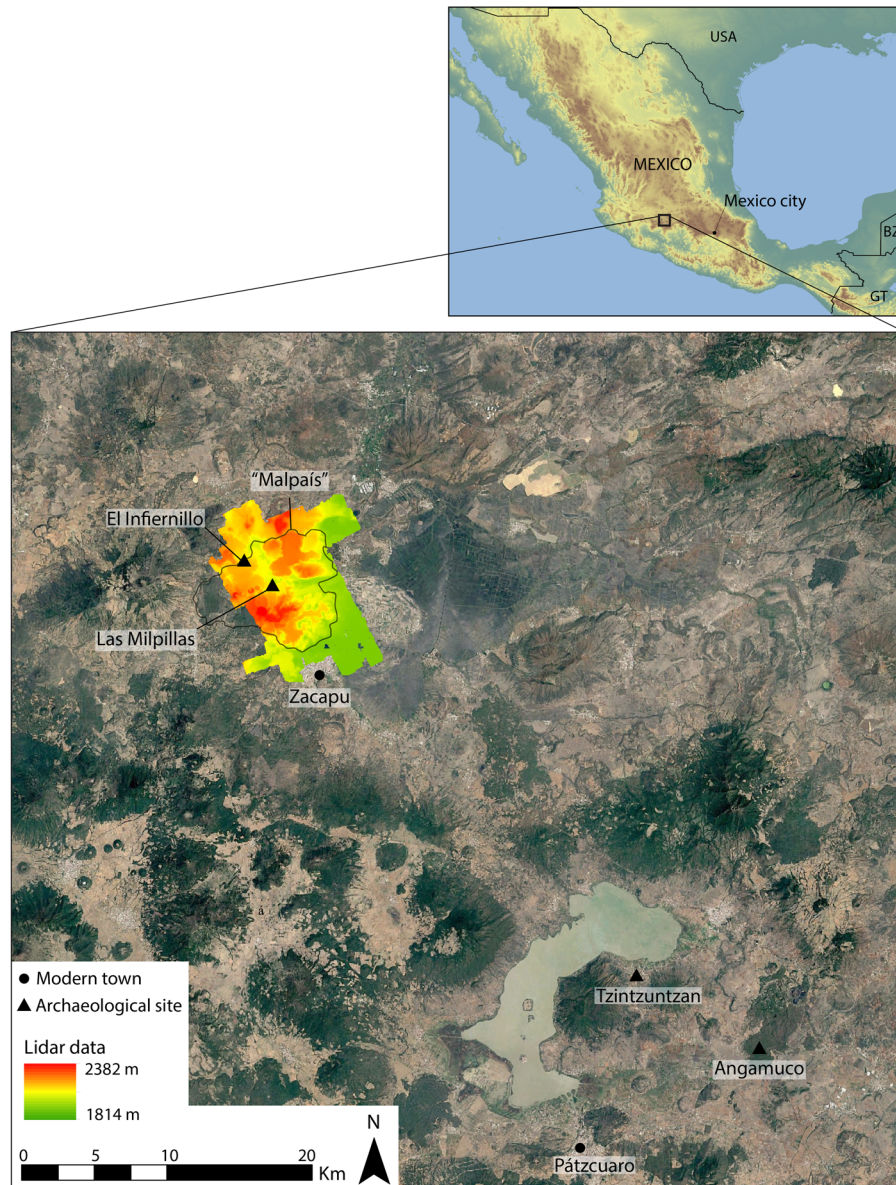 USA
MEXICO
Mexico city
BZ
GT
"Malpaís"
El Infiernillo
Las Milpillas
Zacapu
a
Tzintzuntzan
Angamuco
Pátzcuaro
Modern town
Archaeological site
Lidar data
2382 m
1814 m
0 5 10 20
Km
N